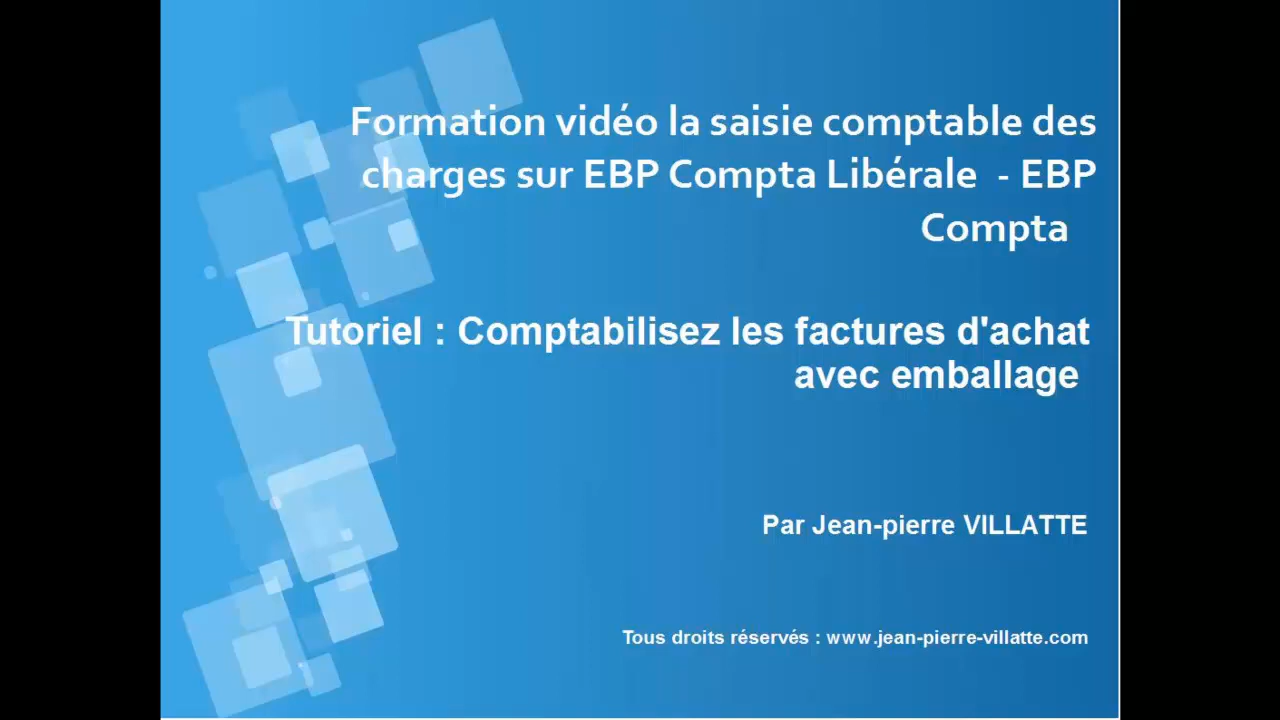 Formation vidéo la saisie comptable des
charges sur EBP Compta Libérale - EBP
Compta
Tutoriel : Comptabilisez les factures d'achat
avec emballage
Par Jean-pierre VILLATTE
Tous droits réservés : www.jean-pierre-villatte.com